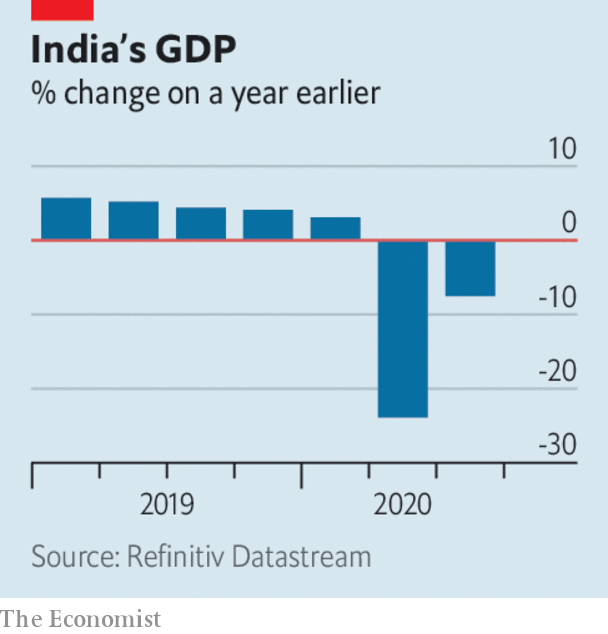 India’s GDP
% change on a year earlier
10
0
-10
-20
-30
2019 2020
Source: Refinitiv Datastream
The Economist